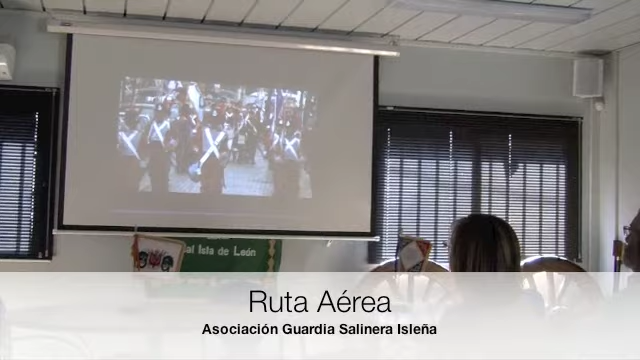 al Isla de León
Ruta Aérea
Asociación Guardia Salinera Isleña